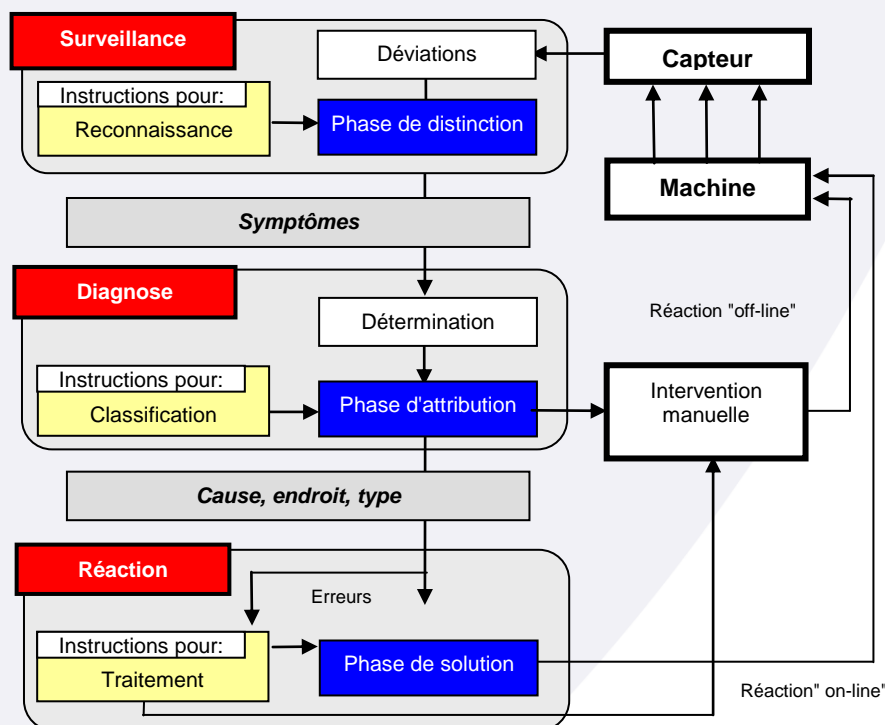 Surveillance
Déviations
Capteur
Instructions pour:
Reconnaissance
Phase de distinction
Machine
Symptômes
Diagnose
Détermination
Réaction "off-line"
Instructions pour:
Classification
Phase d'attribution
Intervention
manuelle
Cause, endroit, type
Réaction
Erreurs
Instructions pour:
Traitement
Phase de solution
Réaction" on-line"